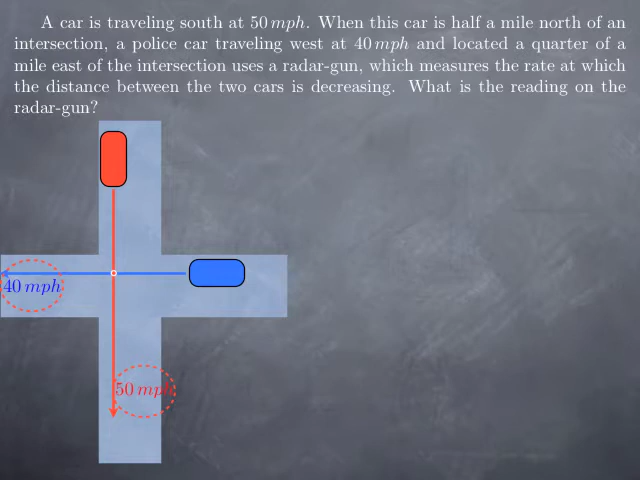 A car is traveling south at 50 mph. When this car is half a mile north of an
intersection, a police car traveling west at 40 mph and located a quarter of a
mile east of the intersection uses a radar-gun, which measures the rate at which
the distance between the two cars is decreasing. What is the reading on the
radar-gun?
40 mph
50 mph